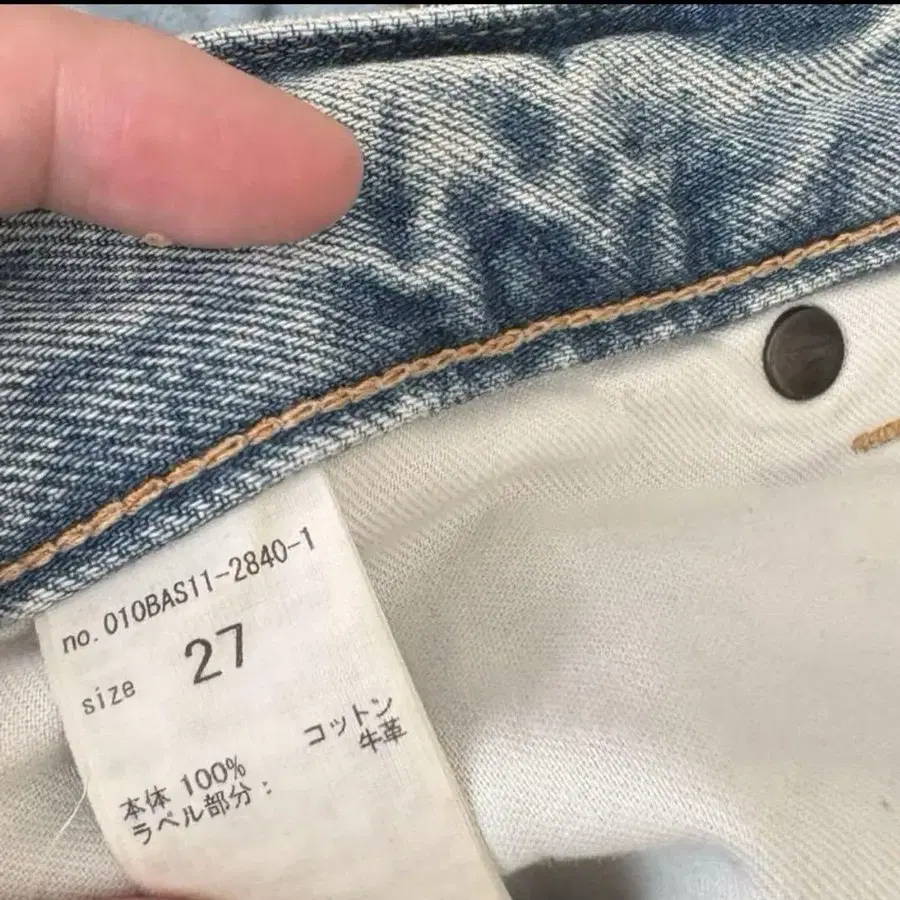 no. 010BAS11-2840-1
size 27
本体 100% コットン
ラベル部分: 牛革